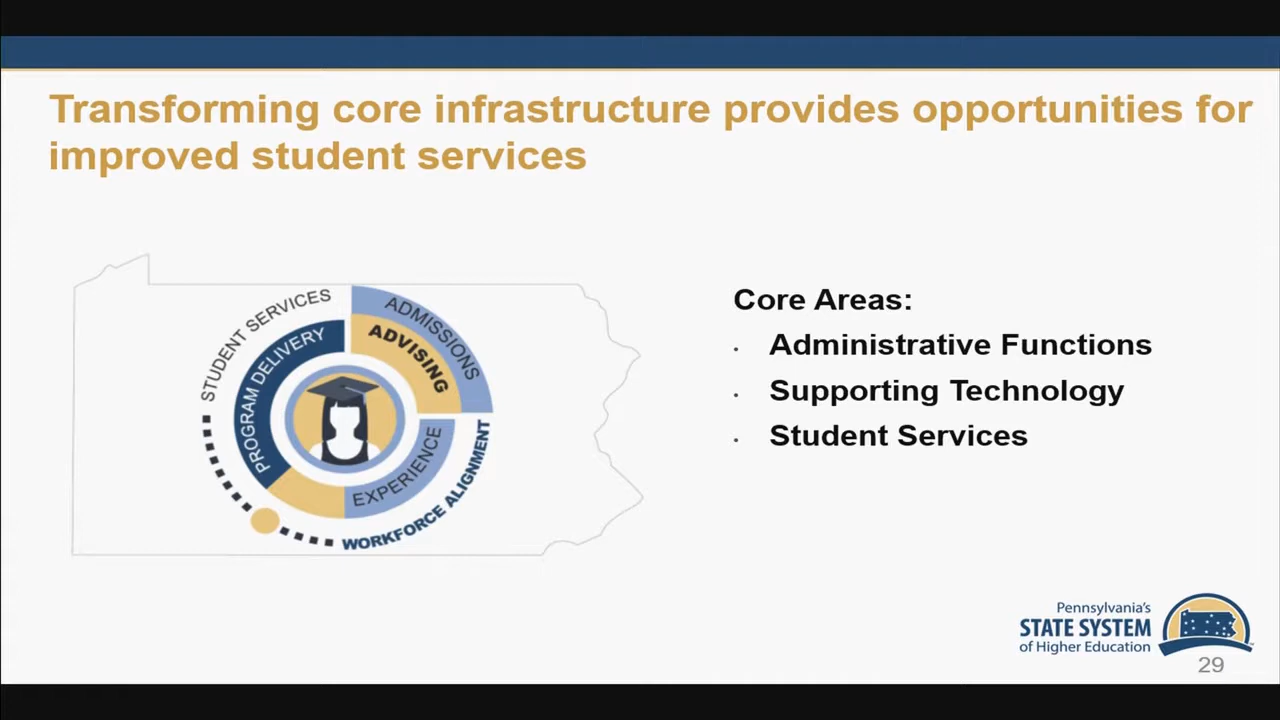 Transforming core infrastructure provides opportunities for
improved student services
STUDENT SERVICES
ADMISSIONS
ADVISING
PROGRAM DELIVERY
EXPERIENCE
WORKFORCE ALIGNMENT
Core Areas:
· Administrative Functions
· Supporting Technology
· Student Services
Pennsylvania's
STATE SYSTEM
of Higher Education
29